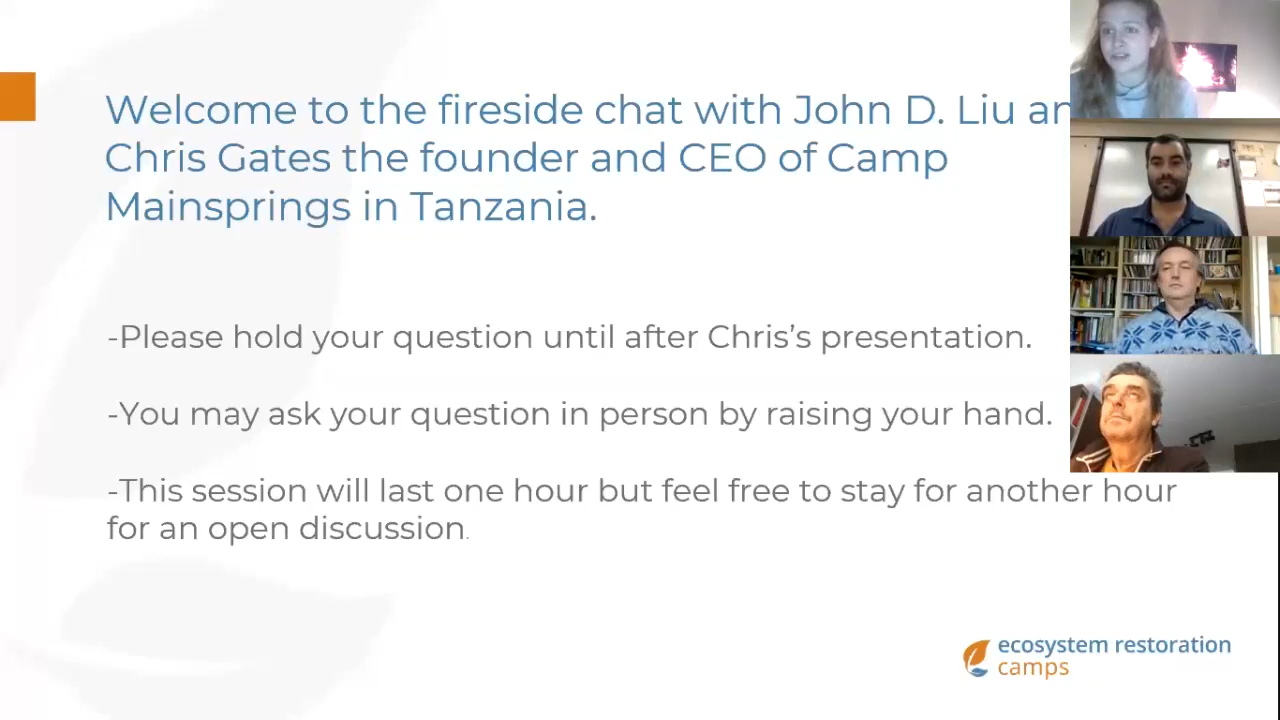 Welcome to the fireside chat with John D. Liu an
Chris Gates the founder and CEO of Camp
Mainsprings in Tanzania.
-Please hold your question until after Chris’s presentation.
-You may ask your question in person by raising your hand.
-This session will last one hour but feel free to stay for another hour
for an open discussion.
ecosystem restoration
camps